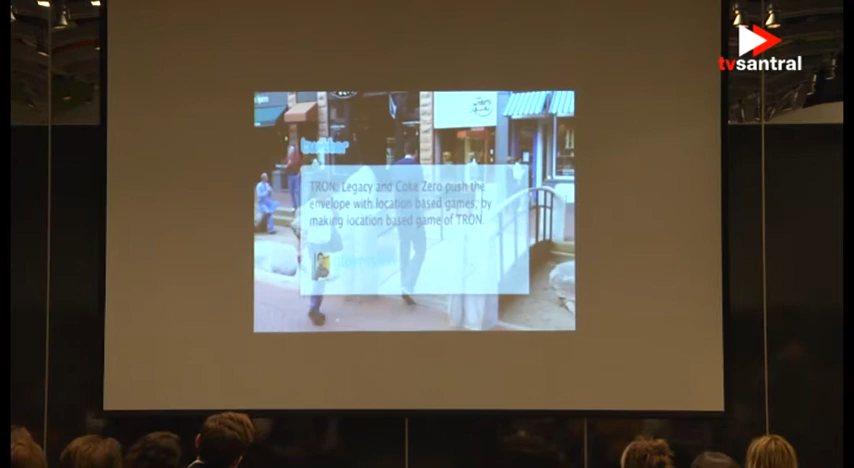 tvsantral
twitter
TRON: Legacy and Coke Zero push the
envelope with location based games, by
making location based game of TRON.